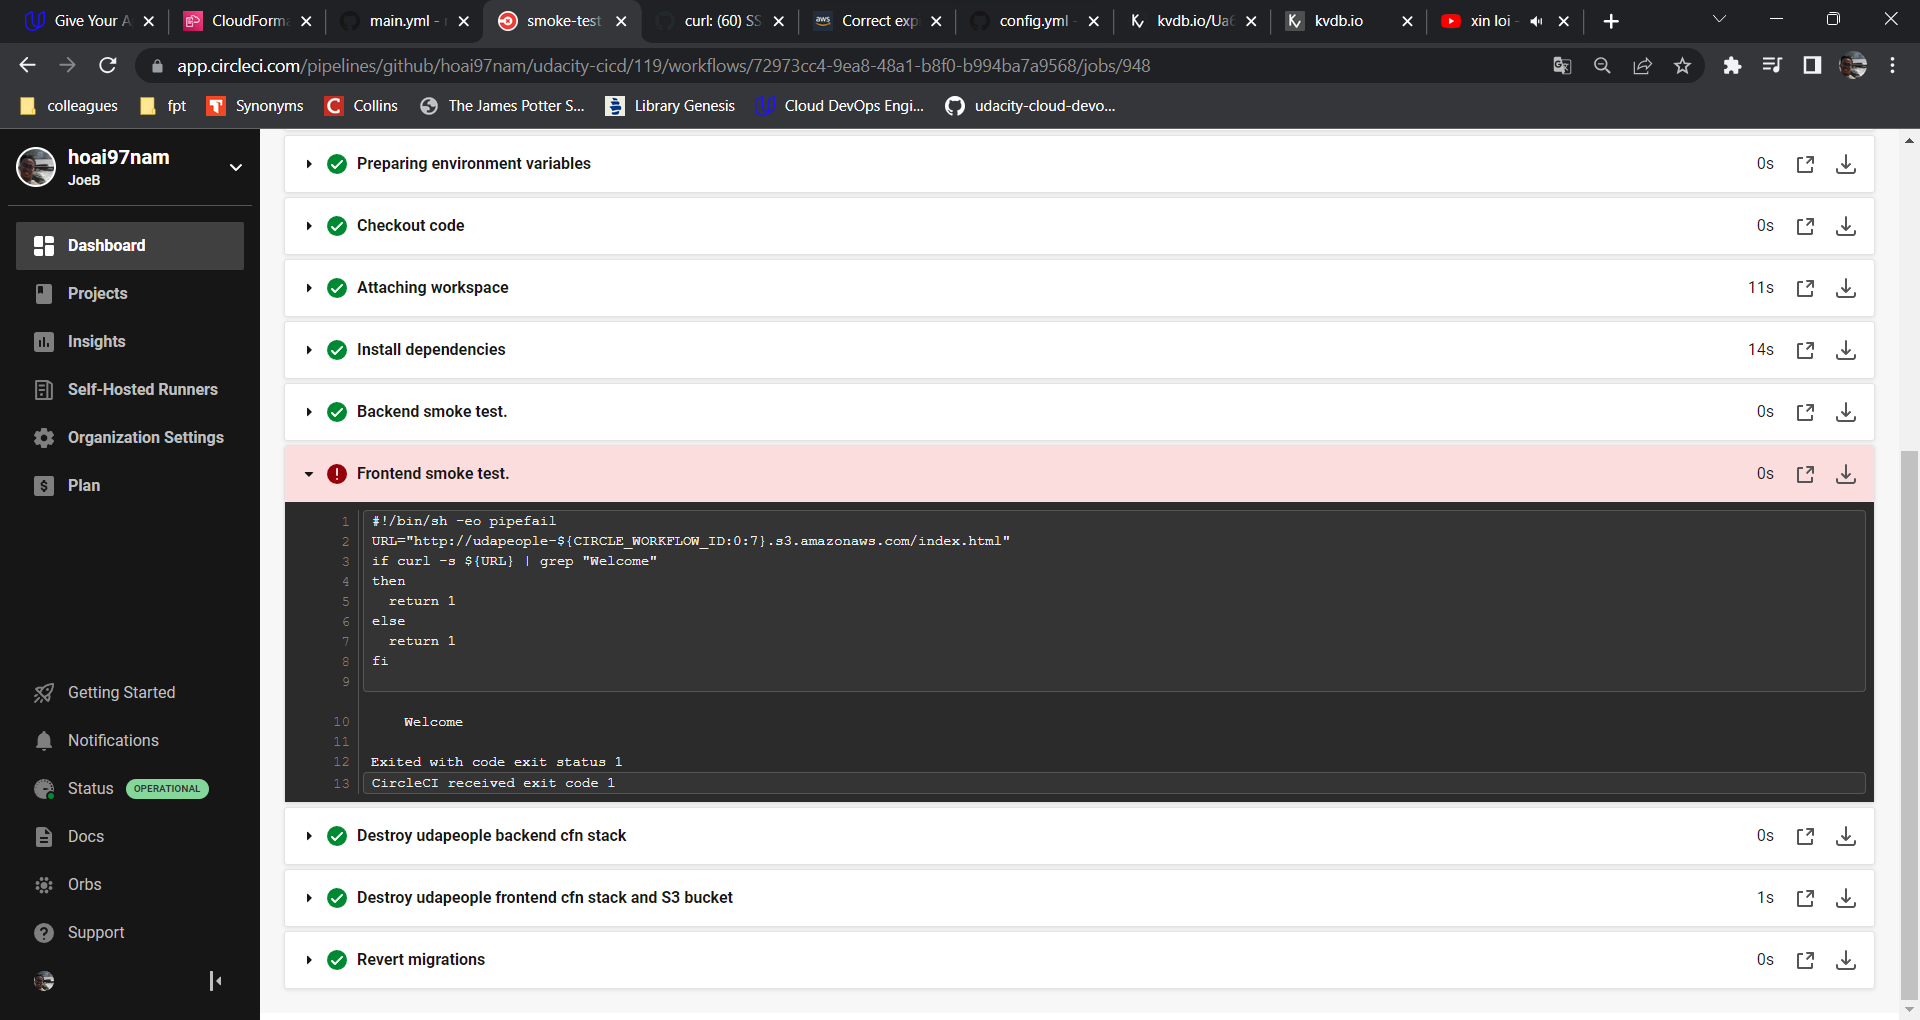 Give Your A
CloudForma
main.yml -
smoke-test
curl: (60) SS
aws
Correct exp
config.yml
kvdb.io/Ua6
kvdb.io
xin loi -
app.circleci.com/pipelines/github/hoai97nam/udacity-cicd/119/workflows/72973cc4-9ea8-48a1-b8f0-b994ba7a9568/jobs/948
colleagues
fpt
Synonyms
Collins
The James Potter S...
Library Genesis
Cloud DevOps Engi...
udacity-cloud-devo...
hoai97nam
JoeB
Dashboard
Projects
Insights
Self-Hosted Runners
Organization Settings
Plan
Getting Started
Notifications
Status OPERATIONAL
Docs
Orbs
Support
Preparing environment variables 0s
Checkout code 0s
Attaching workspace 11s
Install dependencies 14s
Backend smoke test. 0s
Frontend smoke test. 0s
1 #!/bin/sh -eo pipefail
2 URL="http://udapeople-${CIRCLE_WORKFLOW_ID:0:7}.s3.amazonaws.com/index.html"
3 if curl -s ${URL} | grep "Welcome"
4 then
5 return 1
6 else
7 return 1
8 fi
9
10 Welcome
11
12 Exited with code exit status 1
13 CircleCI received exit code 1
Destroy udapeople backend cfn stack 0s
Destroy udapeople frontend cfn stack and S3 bucket 1s
Revert migrations 0s